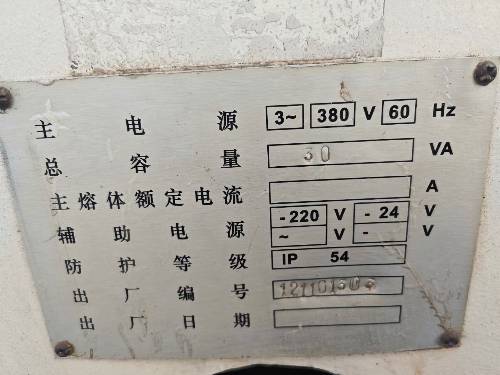 主电源 3~ 380 V 60 Hz
总容量 30 VA
主熔体额定电流 A
辅助电源 -220 V - 24 V
~ V - V
防护等级 IP 54
出厂编号
出厂日期